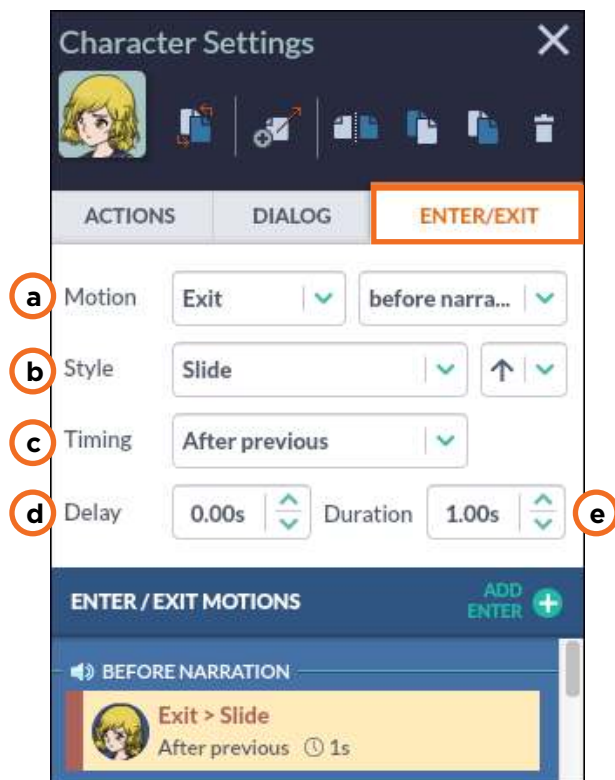 Character Settings
ACTIONS DIALOG ENTER/EXIT
a Motion Exit before narra...
b Style Slide
c Timing After previous
d Delay 0.00s Duration 1.00s e
ENTER / EXIT MOTIONS ADD ENTER
BEFORE NARRATION
Exit > Slide
After previous 1s